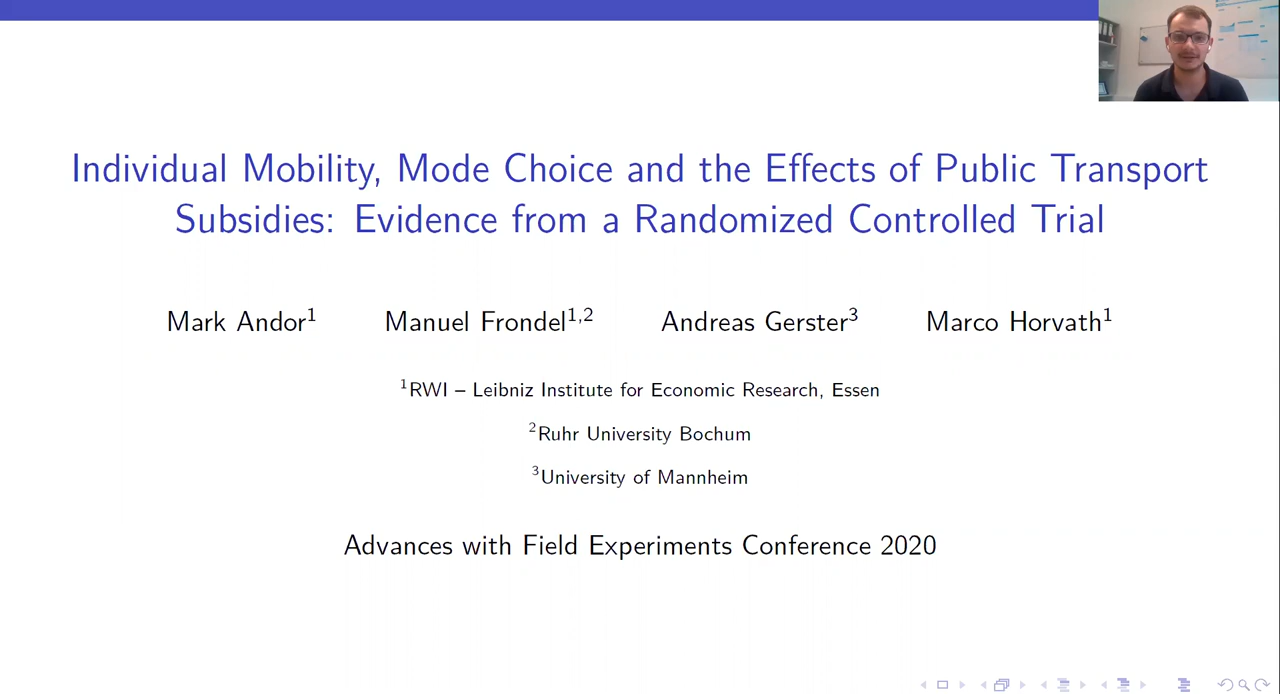 Individual Mobility, Mode Choice and the Effects of Public Transport
Subsidies: Evidence from a Randomized Controlled Trial
Mark Andor¹ Manuel Frondel¹,² Andreas Gerster³ Marco Horvath¹
¹RWI – Leibniz Institute for Economic Research, Essen
²Ruhr University Bochum
³University of Mannheim
Advances with Field Experiments Conference 2020